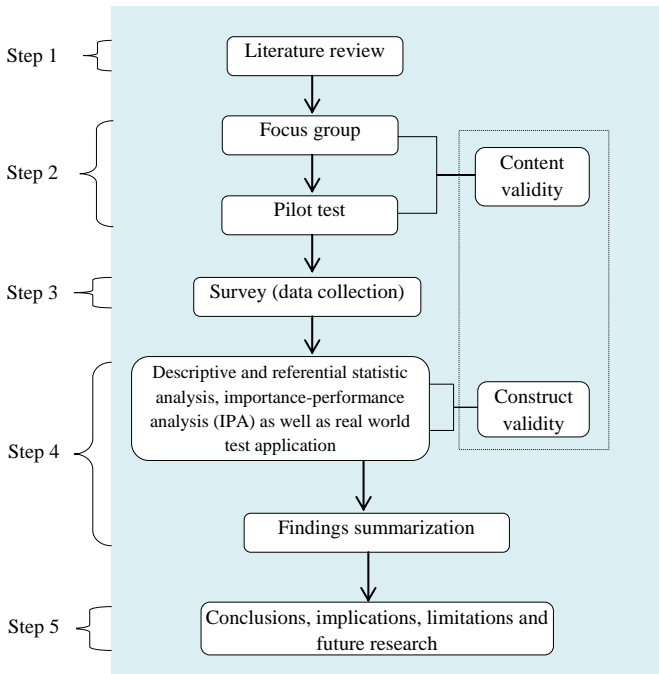 Step 1
Literature review
Step 2
Focus group
Pilot test
Content
validity
Step 3
Survey (data collection)
Step 4
Descriptive and referential statistic
analysis, importance-performance
analysis (IPA) as well as real world
test application
Construct
validity
Findings summarization
Step 5
Conclusions, implications, limitations and
future research